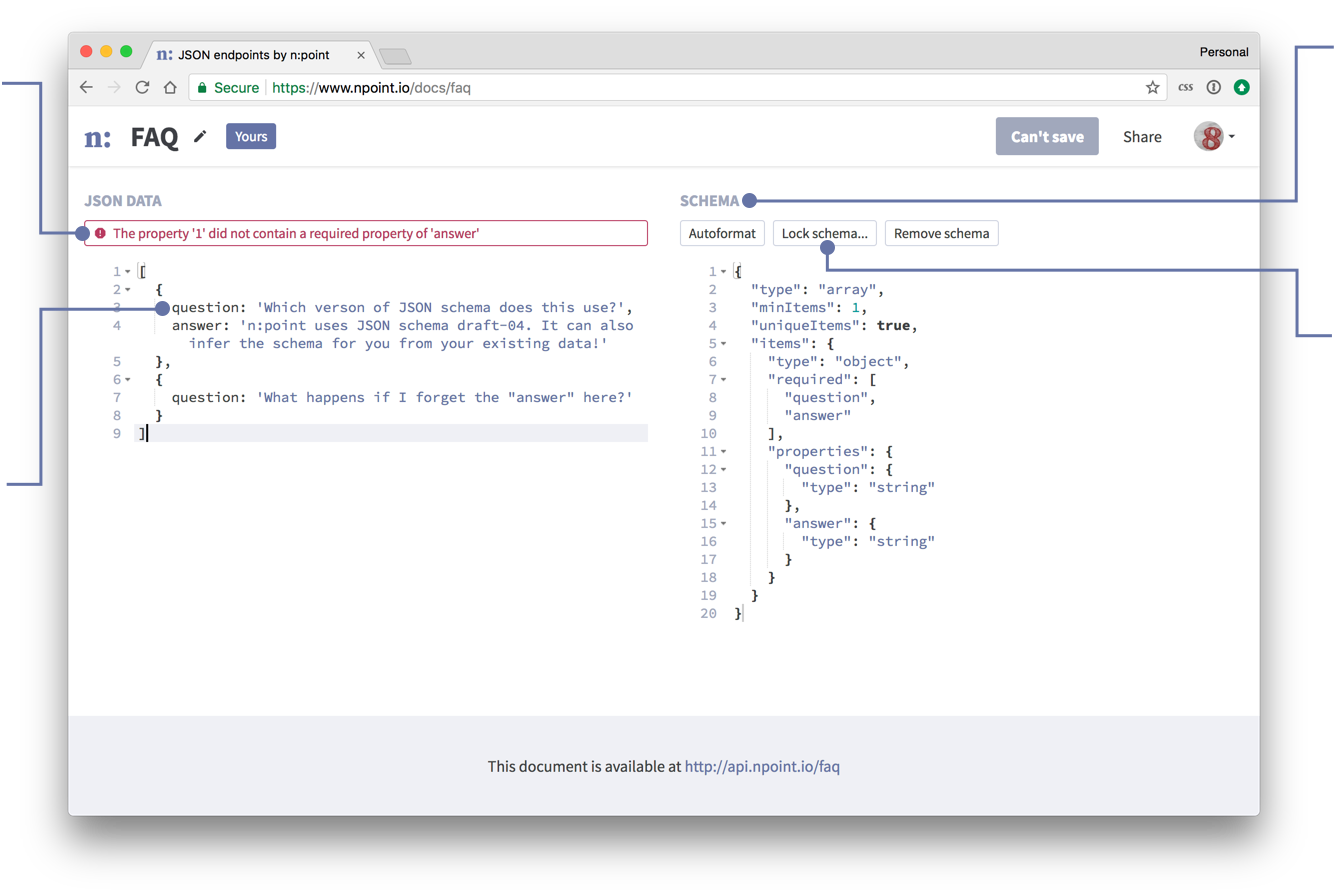 n: JSON endpoints by n:point
Personal
Secure https://www.npoint.io/docs/faq
css
n: FAQ Yours
Can't save Share
8
JSON DATA
The property '1' did not contain a required property of 'answer'
1 [
2 {
3 question: 'Which verson of JSON schema does this use?',
4 answer: 'n:point uses JSON schema draft-04. It can also
infer the schema for you from your existing data!'
5 },
6 {
7 question: 'What happens if I forget the "answer" here?'
8 }
9 ]
SCHEMA
Autoformat Lock schema... Remove schema
1 {
2 "type": "array",
3 "minItems": 1,
4 "uniqueItems": true,
5 "items": {
6 "type": "object",
7 "required": [
8 "question",
9 "answer"
10 ],
11 "properties": {
12 "question": {
13 "type": "string"
14 },
15 "answer": {
16 "type": "string"
17 }
18 }
19 }
20 }
This document is available at http://api.npoint.io/faq